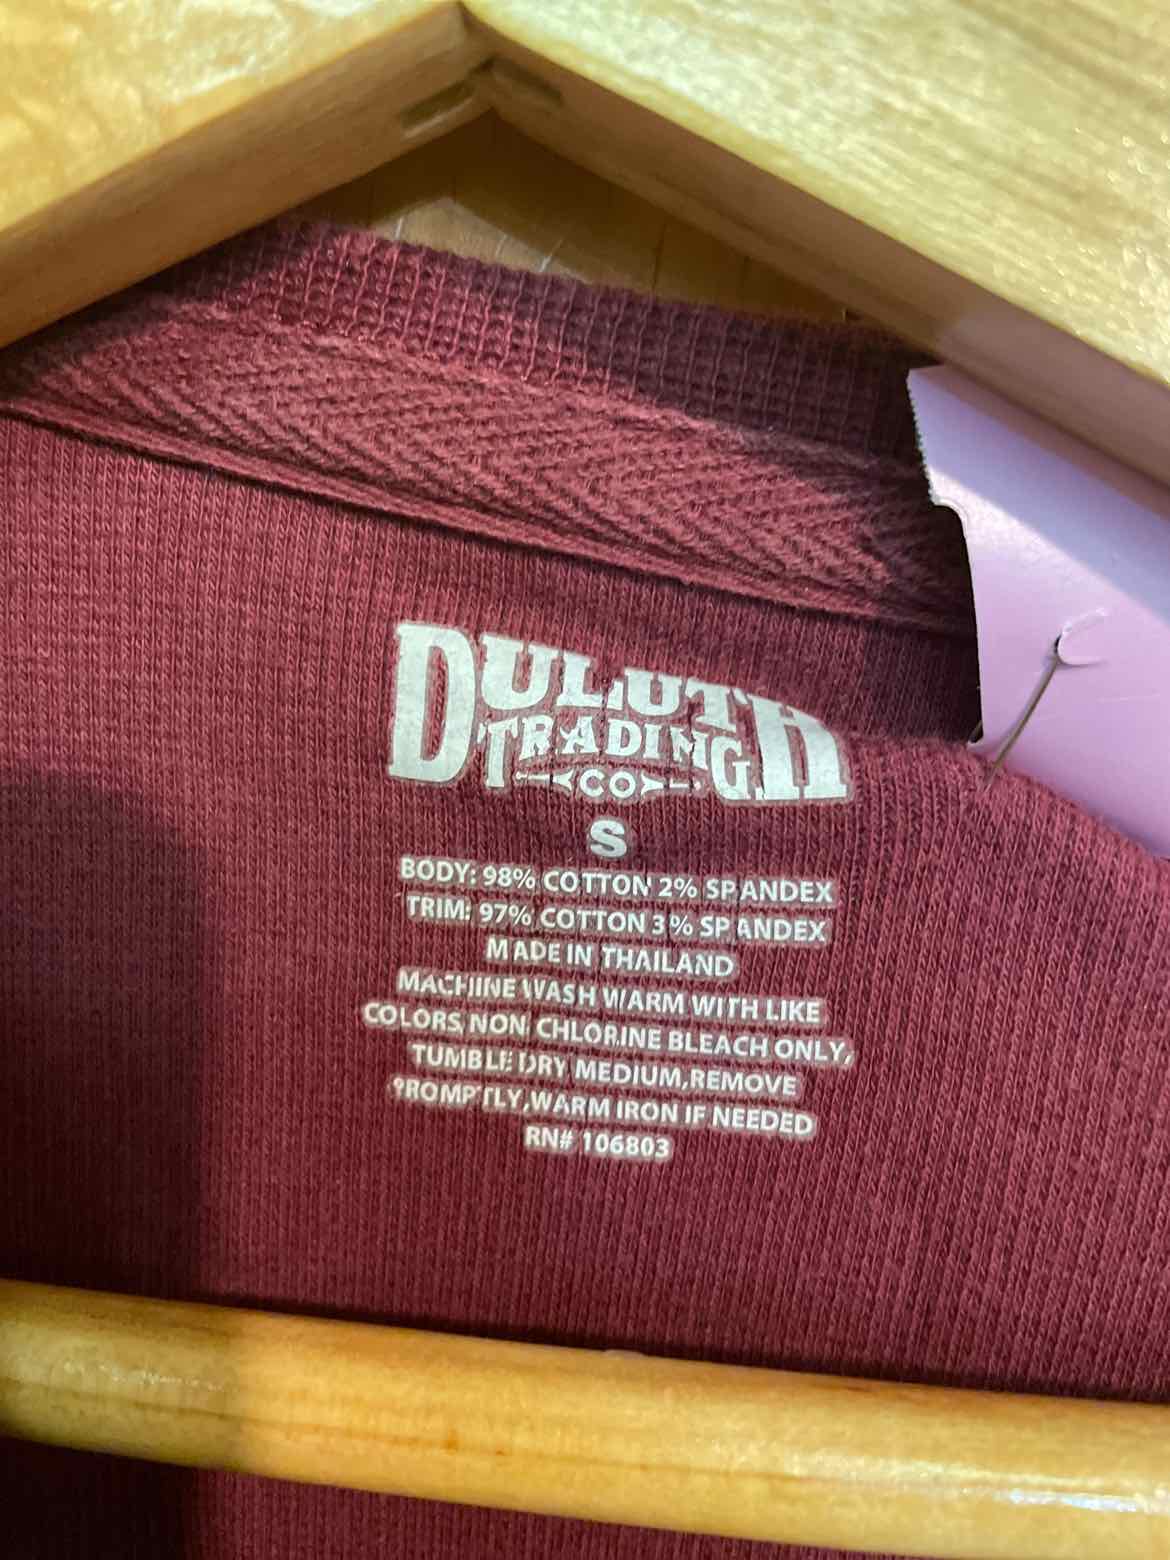 DULUTH
TRADING
CO
S
BODY: 98% COTTON 2% SPANDEX
TRIM: 97% COTTON 3% SPANDEX
MADE IN THAILAND
MACHINE WASH WARM WITH LIKE
COLORS, NON CHLORINE BLEACH ONLY,
TUMBLE DRY MEDIUM,REMOVE
PROMPTLY,WARM IRON IF NEEDED
RN# 106803